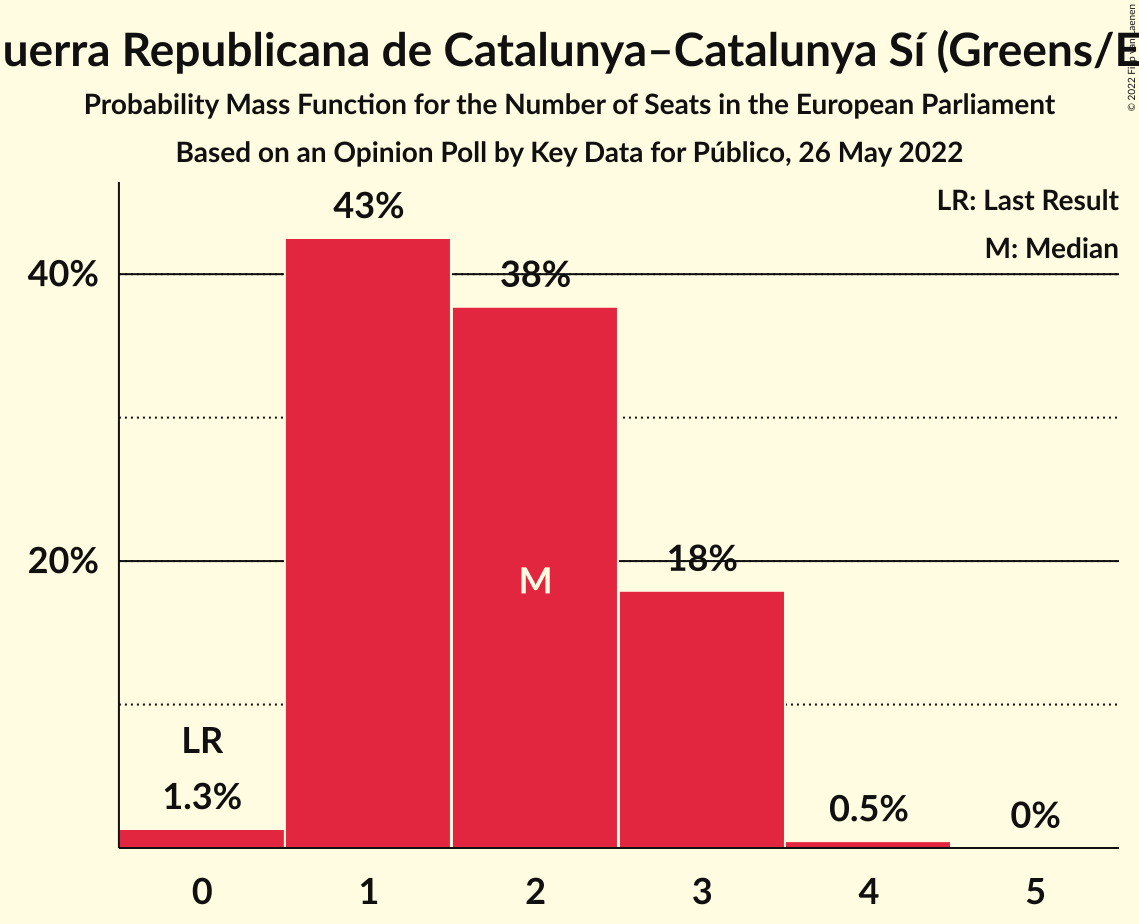 uerra Republicana de Catalunya–Catalunya Sí (Greens/E
Probability Mass Function for the Number of Seats in the European Parliament
Based on an Opinion Poll by Key Data for Público, 26 May 2022
LR: Last Result
M: Median
43%
40%
38%
20%
18%
M
LR
1.3%
0.5%
0%
0 1 2 3 4 5
© 2022